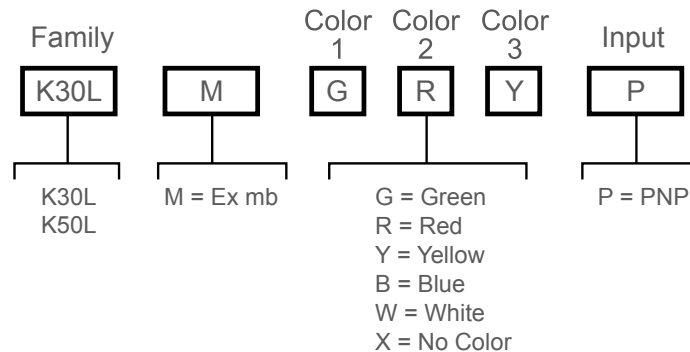 Family
Color 1
Color 2
Color 3
Input
K30L
M
G
R
Y
P
K30L
K50L
M = Ex mb
G = Green
R = Red
Y = Yellow
B = Blue
W = White
X = No Color
P = PNP